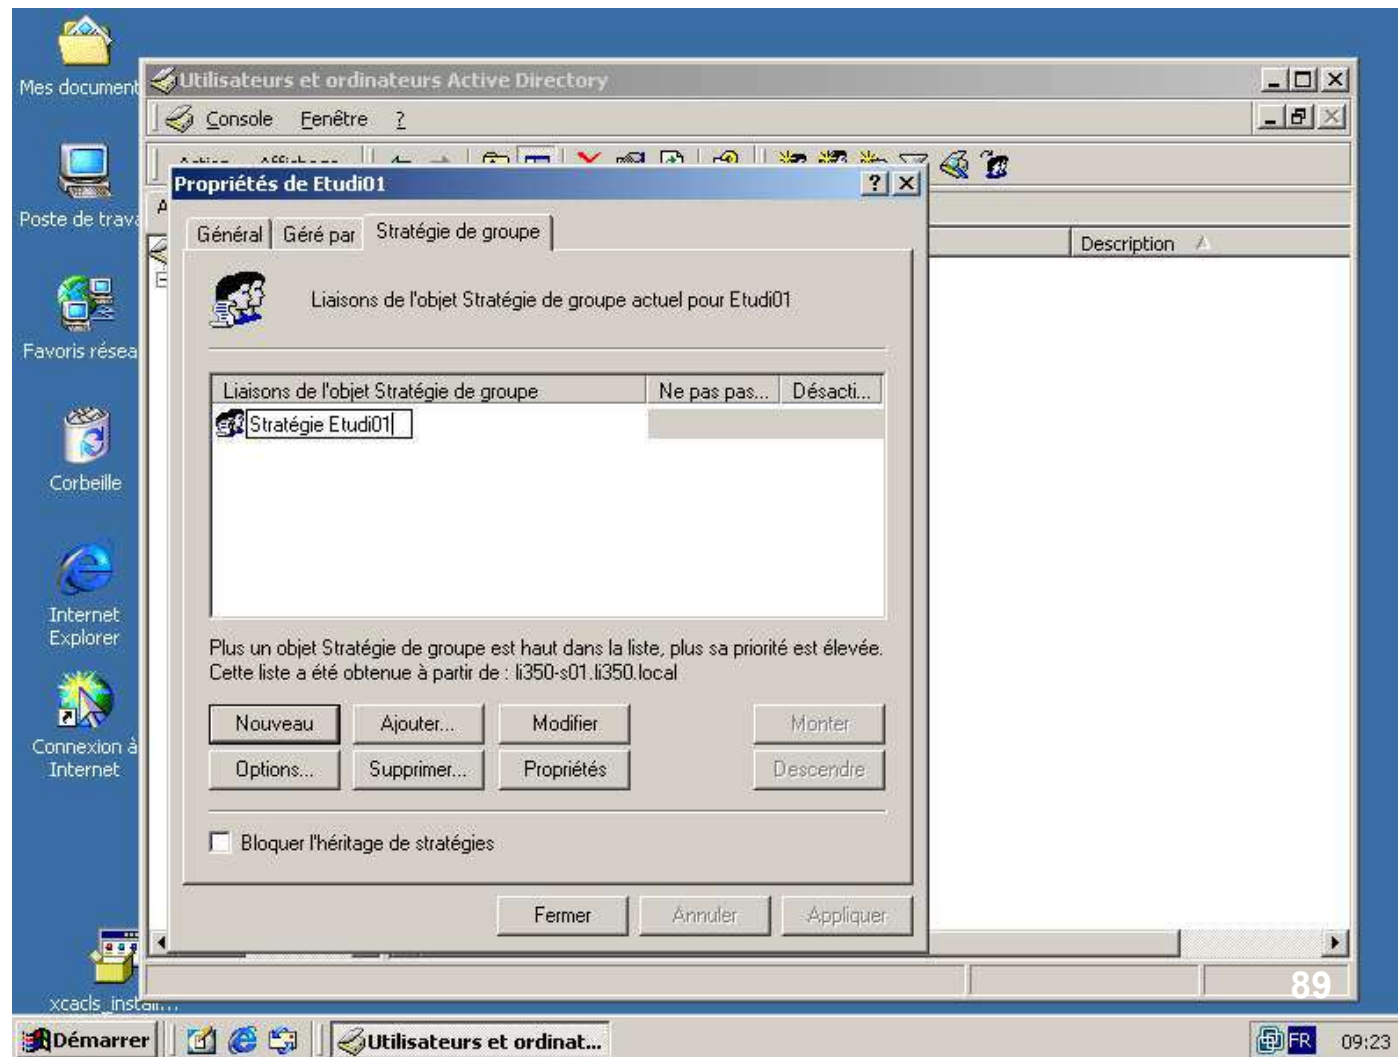 Mes document
Utilisateurs et ordinateurs Active Directory
Console Fenêtre ?
Propriétés de Etudi01
Poste de trava
Général Géré par Stratégie de groupe
Description
Liaisons de l'objet Stratégie de groupe actuel pour Etudi01
Favoris résea
Liaisons de l'objet Stratégie de groupe Ne pas pas... Désacti...
Stratégie Etudi01
Corbeille
Internet
Explorer
Plus un objet Stratégie de groupe est haut dans la liste, plus sa priorité est élevée.
Cette liste a été obtenue à partir de : li350-s01.li350.local
Nouveau Ajouter... Modifier Monter
Connexion à
Internet
Options... Supprimer... Propriétés Descendre
Bloquer l'héritage de stratégies
Fermer Annuler Appliquer
89
Démarrer Utilisateurs et ordinat... FR 09:23